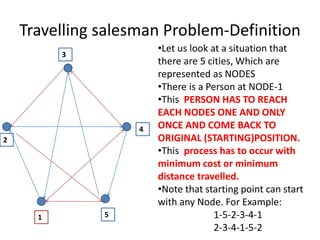 Travelling salesman Problem-Definition
3
4
2
1
5
•Let us look at a situation that
there are 5 cities, Which are
represented as NODES
•There is a Person at NODE-1
•This PERSON HAS TO REACH
EACH NODES ONE AND ONLY
ONCE AND COME BACK TO
ORIGINAL (STARTING)POSITION.
•This process has to occur with
minimum cost or minimum
distance travelled.
•Note that starting point can start
with any Node. For Example:
1-5-2-3-4-1
2-3-4-1-5-2